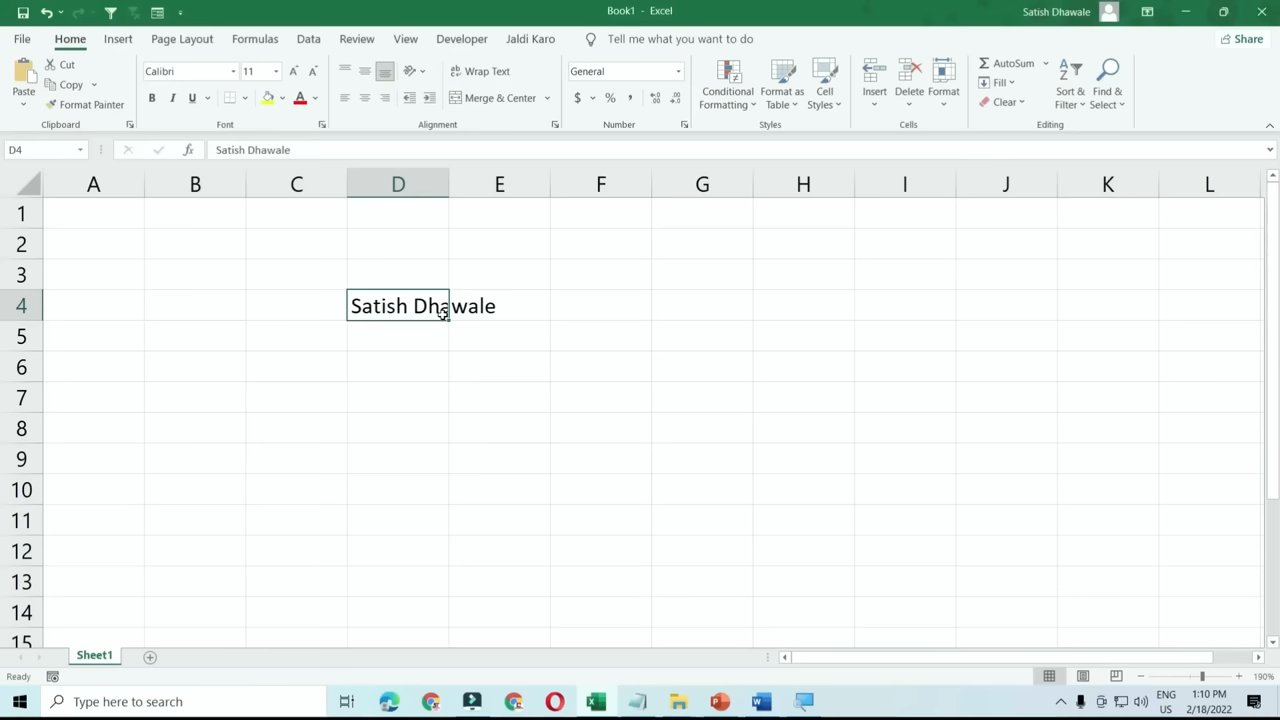 Book1 - Excel
Satish Dhawale
File Home Insert Page Layout Formulas Data Review View Developer Jaldi Karo Tell me what you want to do Share
Paste
Cut
Copy
Format Painter
Clipboard
Calibri 11
B I U A
Font
Wrap Text
Merge & Center
Alignment
General
$ % ,
Number
Conditional Formatting
Format as Table
Cell Styles
Styles
Insert Delete Format
Cells
AutoSum
Fill
Clear
Sort & Filter
Find & Select
Editing
D4 fx Satish Dhawale
A B C D E F G H I J K L
1
2
3
4 Satish Dhawale
5
6
7
8
9
10
11
12
13
14
15
Sheet1
Ready 190%
Type here to search
ENG
US
1:10 PM
2/18/2022